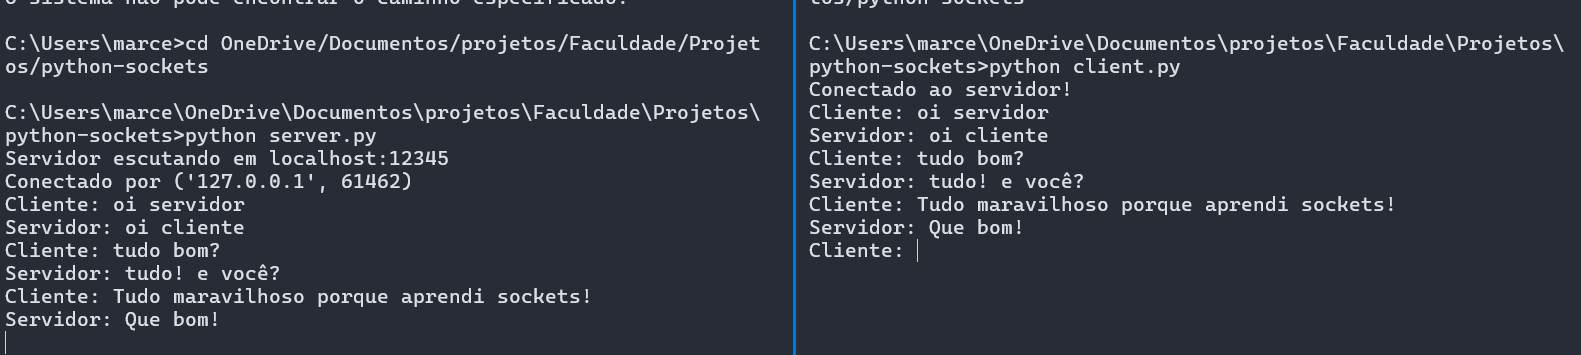 o sistema não pode encontrar o caminho especificado.
C:\Users\marce>cd OneDrive/Documentos/projetos/Faculdade/Projet
os/python-sockets
C:\Users\marce\OneDrive\Documentos\projetos\Faculdade\Projetos\
python-sockets>python server.py
Servidor escutando em localhost:12345
Conectado por ('127.0.0.1', 61462)
Cliente: oi servidor
Servidor: oi cliente
Cliente: tudo bom?
Servidor: tudo! e você?
Cliente: Tudo maravilhoso porque aprendi sockets!
Servidor: Que bom!
tos/python-sockets
C:\Users\marce\OneDrive\Documentos\projetos\Faculdade\Projetos\
python-sockets>python client.py
Conectado ao servidor!
Cliente: oi servidor
Servidor: oi cliente
Cliente: tudo bom?
Servidor: tudo! e você?
Cliente: Tudo maravilhoso porque aprendi sockets!
Servidor: Que bom!
Cliente: